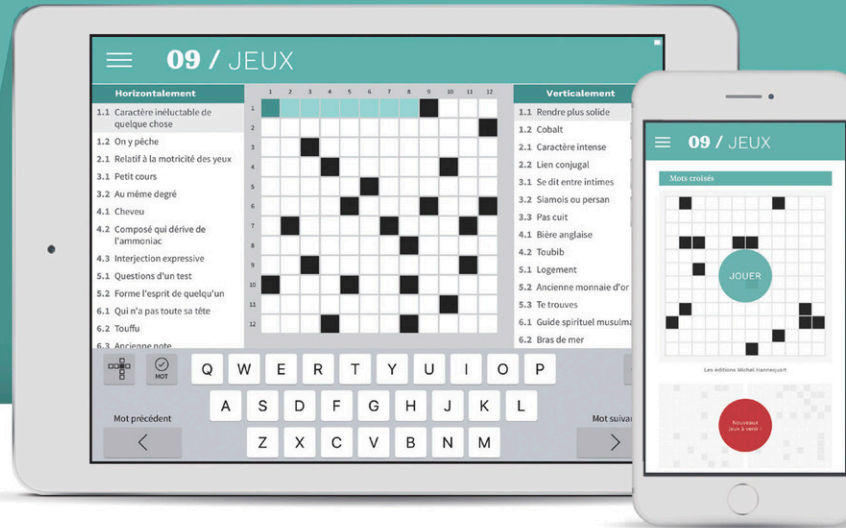 09 / JEUX
Horizontalement
1.1 Caractère inéluctable de
quelque chose
1.2 On y pêche
2.1 Relatif à la motricité des yeux
3.1 Petit cours
3.2 Au même degré
4.1 Cheveu
4.2 Composé qui dérive de
l'ammoniac
4.3 Interjection expressive
5.1 Questions d'un test
5.2 Forme l'esprit de quelqu'un
6.1 Qui n'a pas toute sa tête
6.2 Touffu
6.3 Ancienne note
1 2 3 4 5 6 7 8 9 10 11 12
1
2
3
4
5
6
7
8
9
10
11
12
Verticalement
1.1 Rendre plus solide
1.2 Cobalt
2.1 Caractère intense
2.2 Lien conjugal
3.1 Se dit entre intimes
3.2 Siamois ou persan
3.3 Pas cuit
4.1 Bière anglaise
4.2 Toubib
5.1 Logement
5.2 Ancienne monnaie d'or
5.3 Te trouves
6.1 Guide spirituel musulma
6.2 Bras de mer
MOT
Q W E R T Y U I O P
A S D F G H J K L
Z X C V B N M
Mot précédent
Mot suiva
09 / JEUX
Mots croisés
JOUER
Les éditions Michel Hannequart
Nouveaux
jeux à venir !